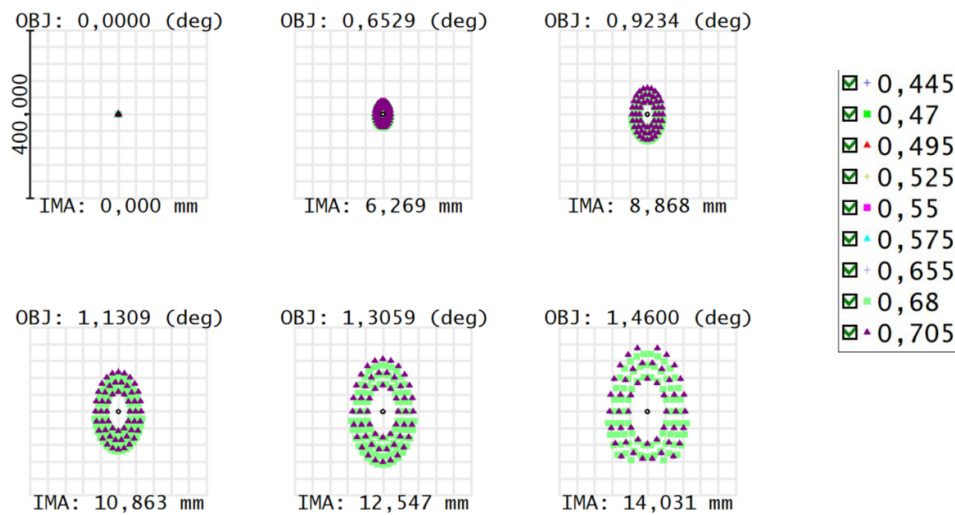 OBJ: 0,0000 (deg)
OBJ: 0,6529 (deg)
OBJ: 0,9234 (deg)
400,000
IMA: 0,000 mm
IMA: 6,269 mm
IMA: 8,868 mm
0,445
0,47
0,495
0,525
0,55
0,575
0,655
0,68
0,705
OBJ: 1,1309 (deg)
OBJ: 1,3059 (deg)
OBJ: 1,4600 (deg)
IMA: 10,863 mm
IMA: 12,547 mm
IMA: 14,031 mm